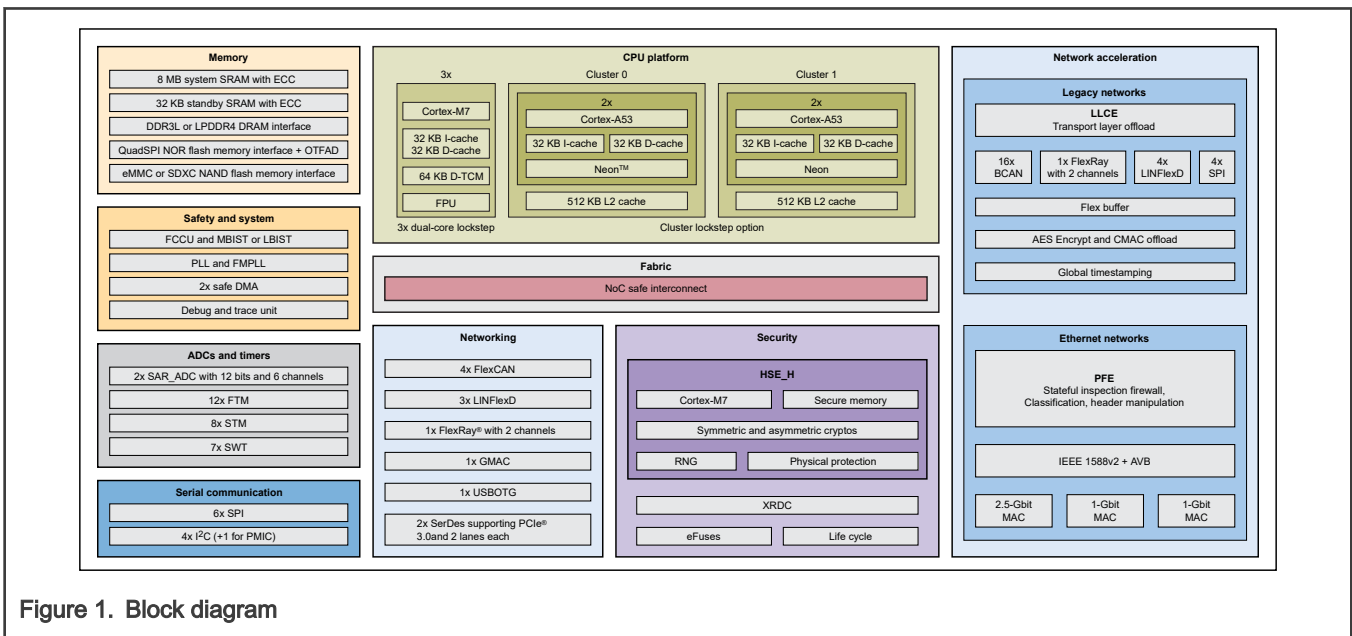 Memory
8 MB system SRAM with ECC
32 KB standby SRAM with ECC
DDR3L or LPDDR4 DRAM interface
QuadSPI NOR flash memory interface + OTFAD
eMMC or SDXC NAND flash memory interface
Safety and system
FCCU and MBIST or LBIST
PLL and FMPLL
2x safe DMA
Debug and trace unit
ADCs and timers
2x SAR_ADC with 12 bits and 6 channels
12x FTM
8x STM
7x SWT
Serial communication
6x SPI
4x I²C (+1 for PMIC)
CPU platform
3x
Cortex-M7
32 KB I-cache
32 KB D-cache
64 KB D-TCM
FPU
3x dual-core lockstep
Cluster 0
2x
Cortex-A53
32 KB I-cache
32 KB D-cache
Neon™
512 KB L2 cache
Cluster 1
2x
Cortex-A53
32 KB I-cache
32 KB D-cache
Neon
512 KB L2 cache
Cluster lockstep option
Fabric
NoC safe interconnect
Networking
4x FlexCAN
3x LINFlexD
1x FlexRay® with 2 channels
1x GMAC
1x USBOTG
2x SerDes supporting PCIe®
3.0and 2 lanes each
Security
HSE_H
Cortex-M7
Secure memory
Symmetric and asymmetric cryptos
RNG
Physical protection
XRDC
eFuses
Life cycle
Network acceleration
Legacy networks
LLCE
Transport layer offload
16x
BCAN
1x FlexRay
with 2 channels
4x
LINFlexD
4x
SPI
Flex buffer
AES Encrypt and CMAC offload
Global timestamping
Ethernet networks
PFE
Stateful inspection firewall,
Classification, header manipulation
IEEE 1588v2 + AVB
2.5-Gbit
MAC
1-Gbit
MAC
1-Gbit
MAC
Figure 1. Block diagram